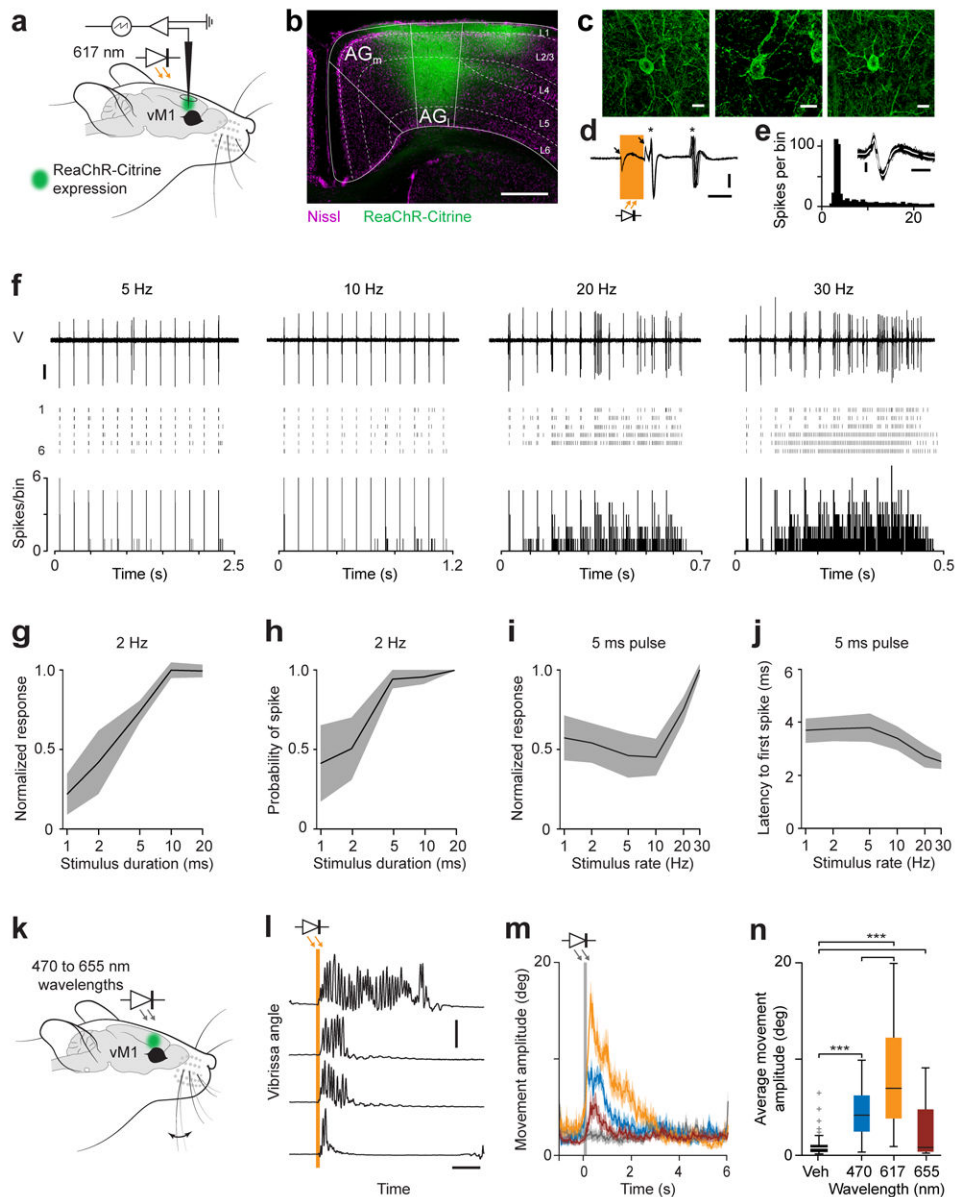 a
617 nm
vM1
ReaChR-Citrine
expression
b
AGm
AGl
L1
L2/3
L4
L5
L6
Nissl ReaChR-Citrine
c
d
* *
e
Spikes per bin
100
50
0
0 20
f
5 Hz 10 Hz 20 Hz 30 Hz
V
1
6
Spikes/bin
6
0
0 2.5 0 1.2 0 0.7 0 0.5
Time (s) Time (s) Time (s) Time (s)
g
2 Hz
Normalized response
1.0
0.5
0
1 2 5 10 20
Stimulus duration (ms)
h
2 Hz
Probability of spike
1.0
0.5
0
1 2 5 10 20
Stimulus duration (ms)
i
5 ms pulse
Normalized response
1.0
0.5
0
1 2 5 10 20 30
Stimulus rate (Hz)
j
5 ms pulse
Latency to first spike (ms)
6
4
2
0
1 2 5 10 20 30
Stimulus rate (Hz)
k
470 to 655 nm
wavelengths
vM1
l
Vibrissa angle
Time
m
Movement amplitude (deg)
20
10
0
0 2 4 6
Time (s)
n
Average movement
amplitude (deg)
20
10
0
***
***
Veh 470 617 655
Wavelength (nm)